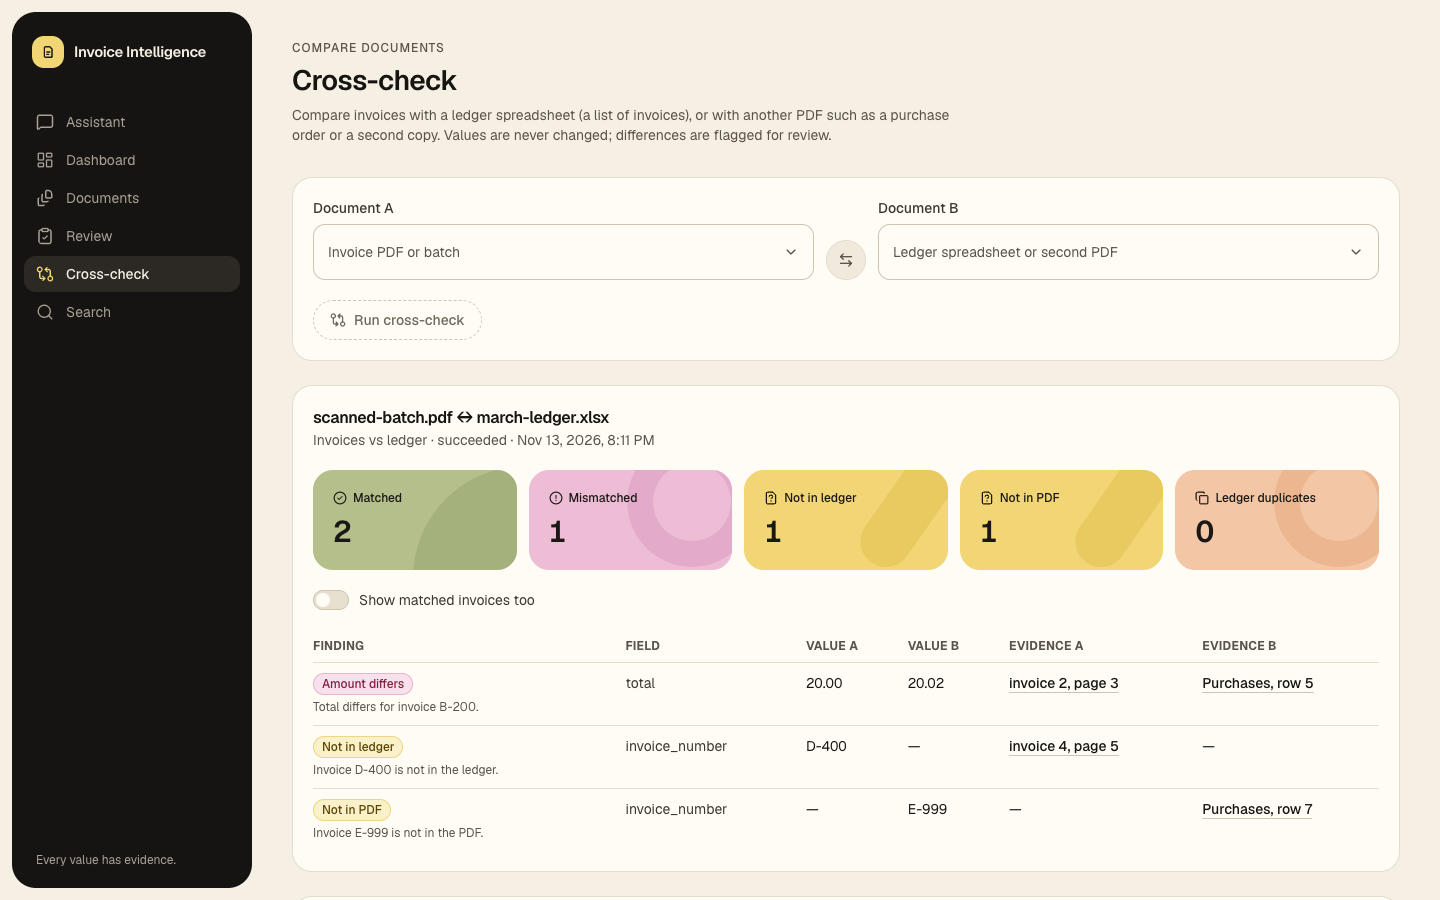 Invoice Intelligence
Assistant
Dashboard
Documents
Review
Cross-check
Search
Every value has evidence.
COMPARE DOCUMENTS
Cross-check
Compare invoices with a ledger spreadsheet (a list of invoices), or with another PDF such as a purchase
order or a second copy. Values are never changed; differences are flagged for review.
Document A
Invoice PDF or batch
Document B
Ledger spreadsheet or second PDF
Run cross-check
scanned-batch.pdf ↔ march-ledger.xlsx
Invoices vs ledger · succeeded · Nov 13, 2026, 8:11 PM
Matched
2
Mismatched
1
Not in ledger
1
Not in PDF
1
Ledger duplicates
0
Show matched invoices too
FINDING FIELD VALUE A VALUE B EVIDENCE A EVIDENCE B
Amount differs total 20.00 20.02 invoice 2, page 3 Purchases, row 5
Total differs for invoice B-200.
Not in ledger invoice_number D-400 — invoice 4, page 5 —
Invoice D-400 is not in the ledger.
Not in PDF invoice_number — E-999 — Purchases, row 7
Invoice E-999 is not in the PDF.